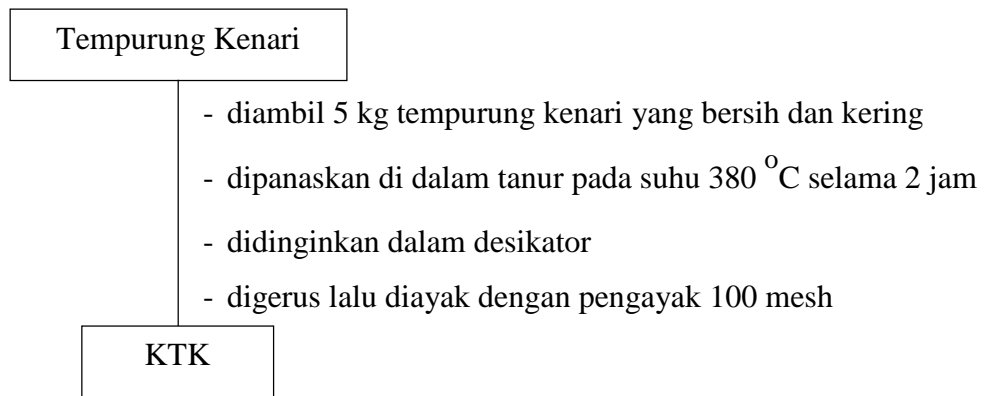 Tempurung Kenari
- diambil 5 kg tempurung kenari yang bersih dan kering
- dipanaskan di dalam tanur pada suhu 380 °C selama 2 jam
- didinginkan dalam desikator
- digerus lalu diayak dengan pengayak 100 mesh
KTK